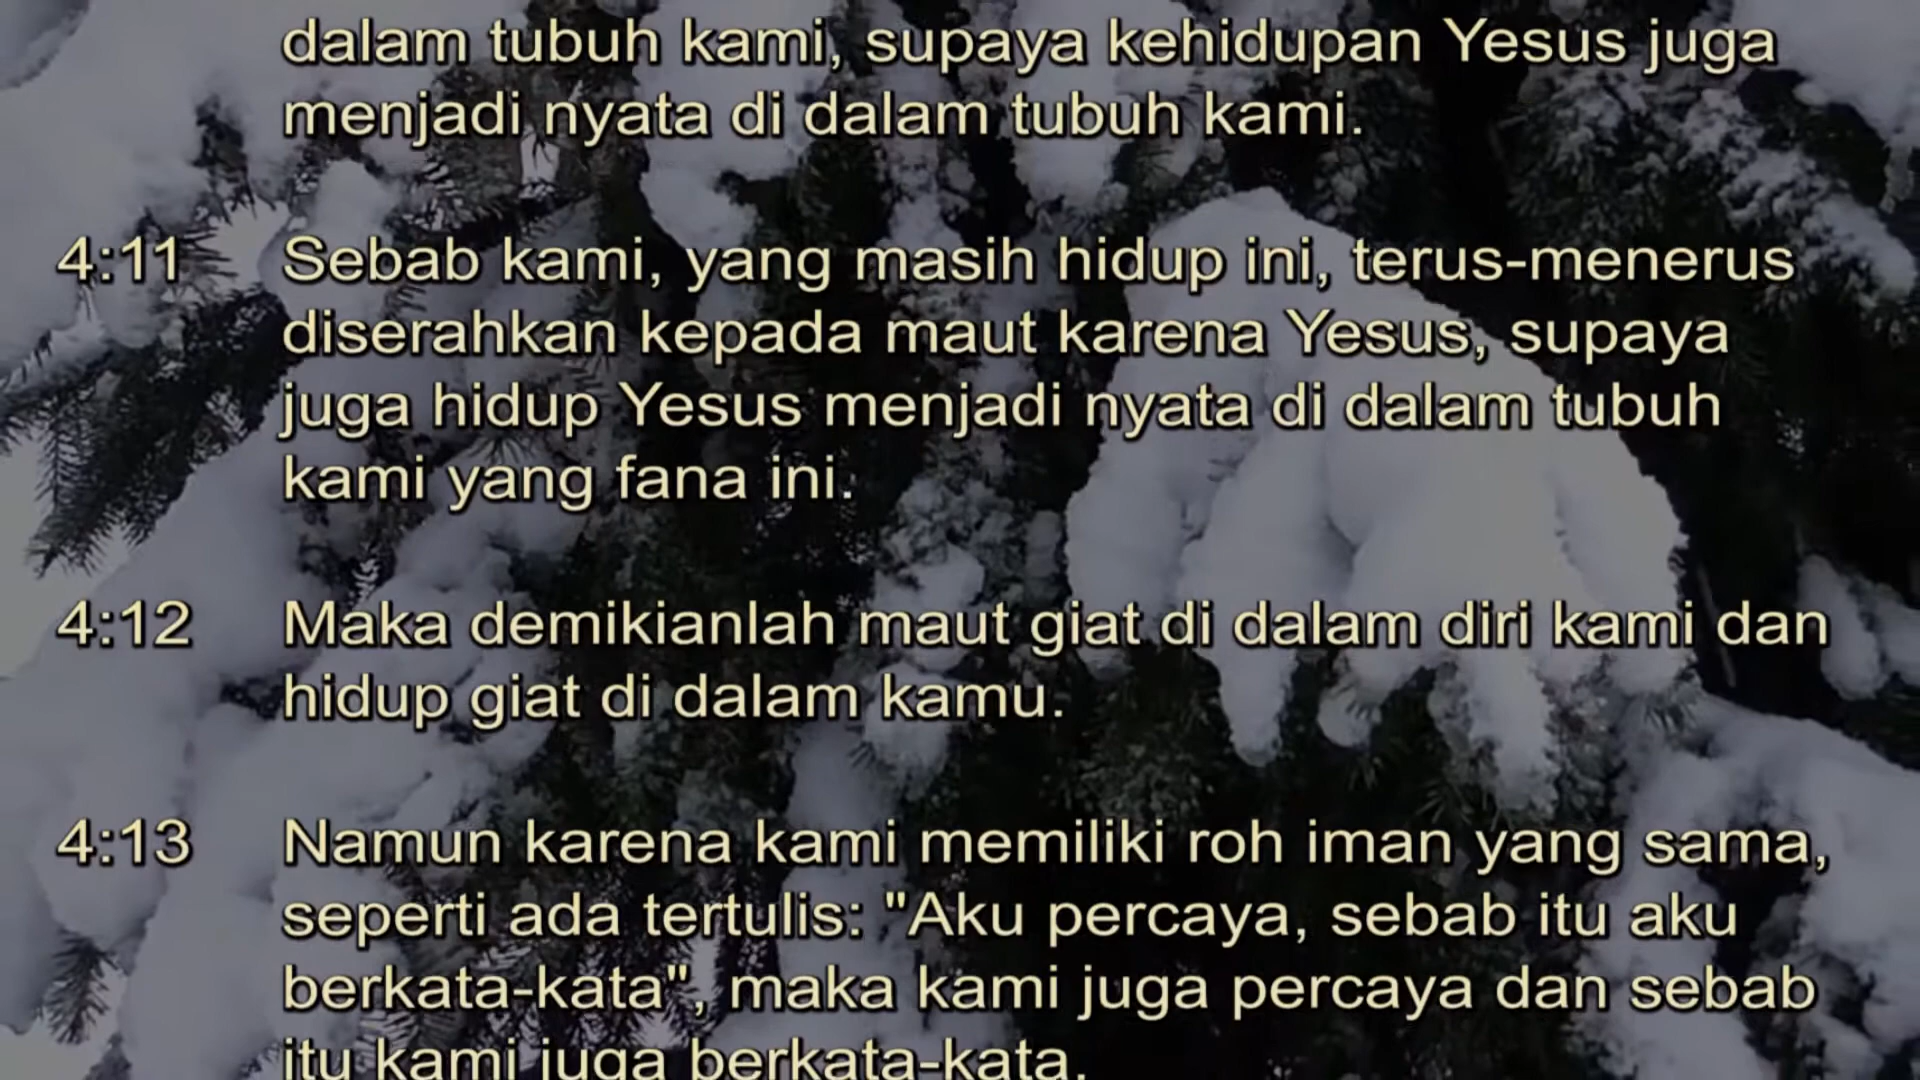 dalam tubuh kami, supaya kehidupan Yesus juga
menjadi nyata di dalam tubuh kami.
4:11 Sebab kami, yang masih hidup ini, terus-menerus
diserahkan kepada maut karena Yesus, supaya
juga hidup Yesus menjadi nyata di dalam tubuh
kami yang fana ini.
4:12 Maka demikianlah maut giat di dalam diri kami dan
hidup giat di dalam kamu.
4:13 Namun karena kami memiliki roh iman yang sama,
seperti ada tertulis: "Aku percaya, sebab itu aku
berkata-kata", maka kami juga percaya dan sebab
itu kami juga berkata-kata.